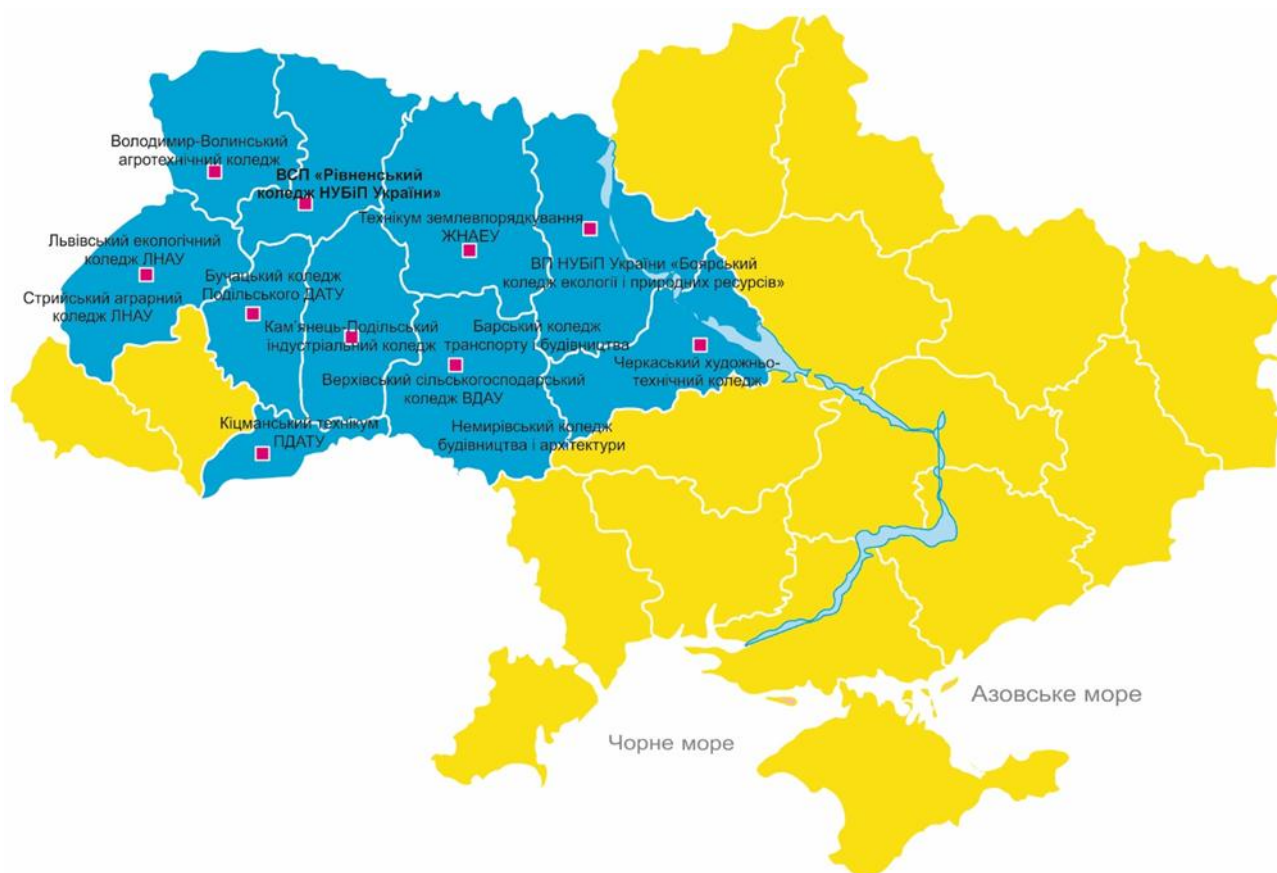 Володимир-Волинський
агротехнічний коледж
ВСП «Рівненський
коледж НУБіП України»
Технікум землевпорядкування
ЖНАЕУ
Львівський екологічний
коледж ЛНАУ
Стрийський аграрний
коледж ЛНАУ
Бучацький коледж
Подільського ДАТУ
ВП НУБіП України «Боярський
коледж екології і природних ресурсів»
Кам'янець-Подільський
індустріальний коледж
Барський коледж
транспорту і будівництва
Черкаський художньо-
технічний коледж
Верхівський сільськогосподарський
коледж ВДАУ
Кіцманський технікум
ПДАТУ
Немирівський коледж
будівництва і архітектури
Азовське море
Чорне море